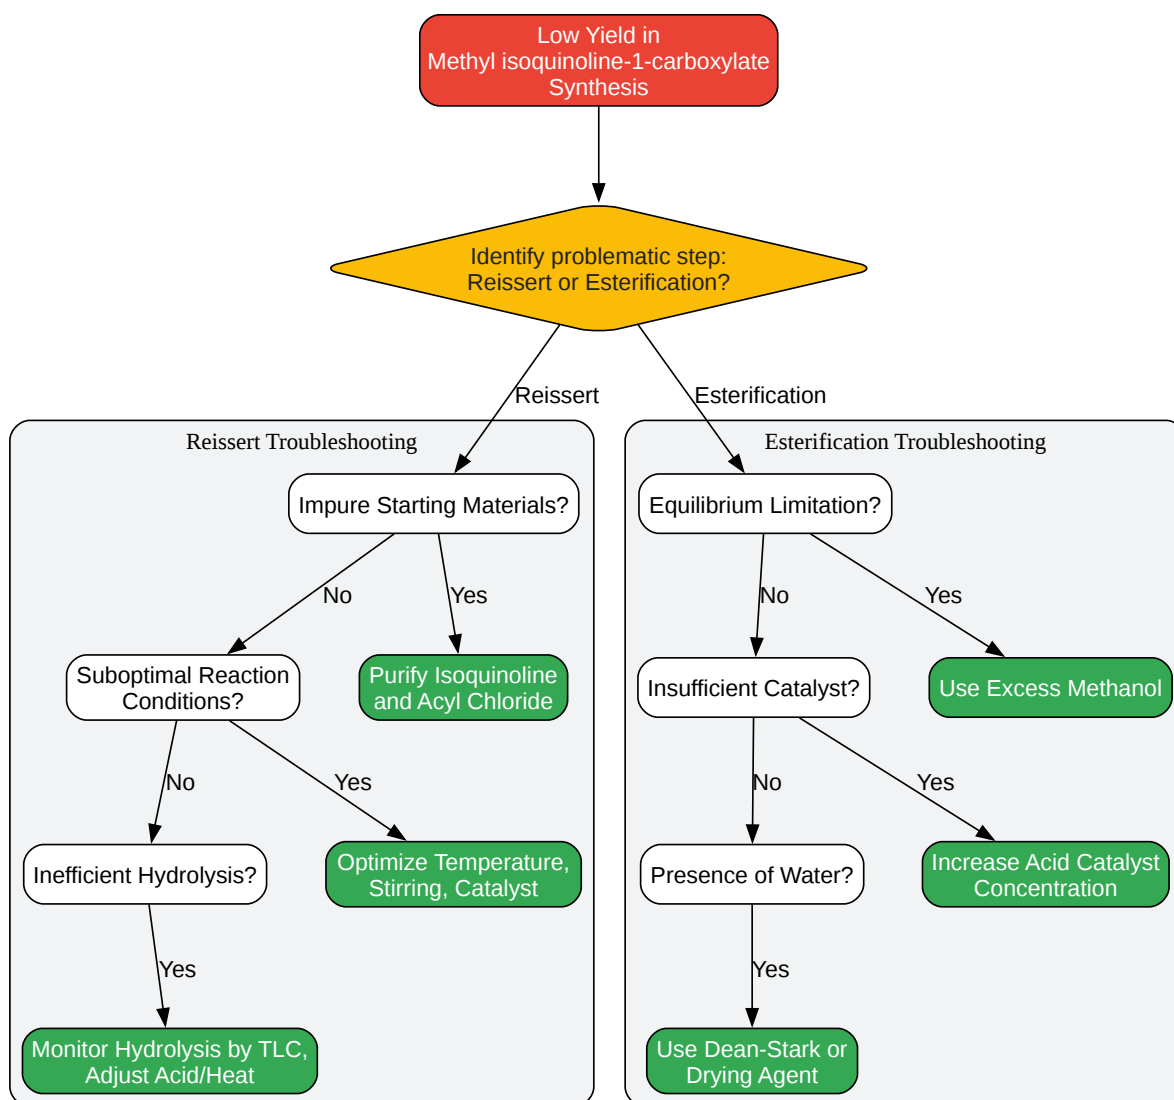 Low Yield in
Methyl isoquinoline-1-carboxylate
Synthesis
Identify problematic step:
Reissert or Esterification?
Reissert
Esterification
Reissert Troubleshooting
Esterification Troubleshooting
Impure Starting Materials?
Equilibrium Limitation?
No
Yes
No
Yes
Suboptimal Reaction
Conditions?
Purify Isoquinoline
and Acyl Chloride
Insufficient Catalyst?
Use Excess Methanol
No
Yes
No
Yes
Inefficient Hydrolysis?
Optimize Temperature,
Stirring, Catalyst
Presence of Water?
Increase Acid Catalyst
Concentration
Yes
Yes
Monitor Hydrolysis by TLC,
Adjust Acid/Heat
Use Dean-Stark or
Drying Agent